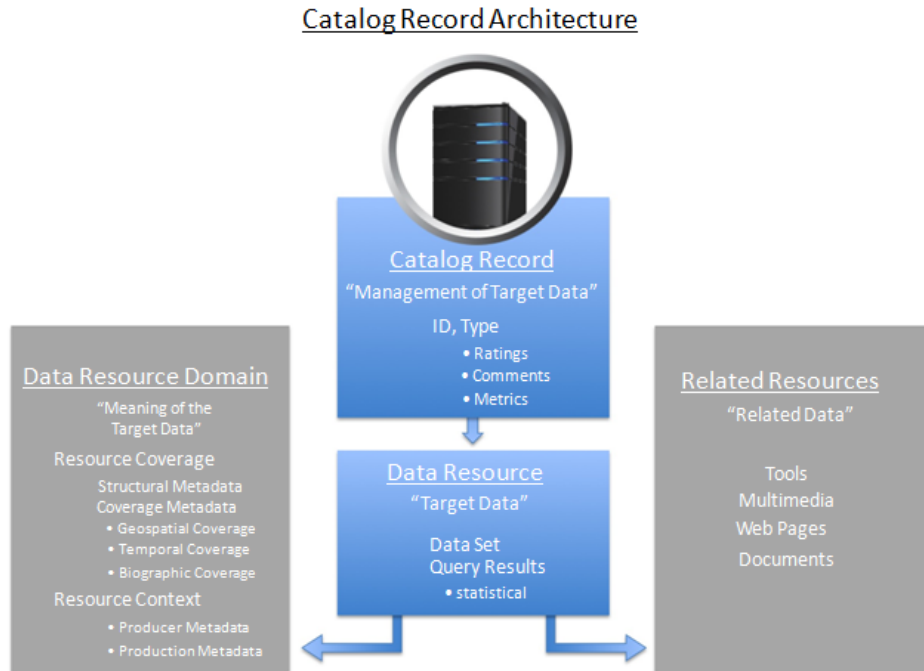 Catalog Record Architecture
Catalog Record
“Management of Target Data”
ID, Type
• Ratings
• Comments
• Metrics
Data Resource Domain
“Meaning of the
Target Data”
Resource Coverage
Structural Metadata
Coverage Metadata
• Geospatial Coverage
• Temporal Coverage
• Biographic Coverage
Resource Context
• Producer Metadata
• Production Metadata
Data Resource
“Target Data”
Data Set
Query Results
• statistical
Related Resources
“Related Data”
Tools
Multimedia
Web Pages
Documents